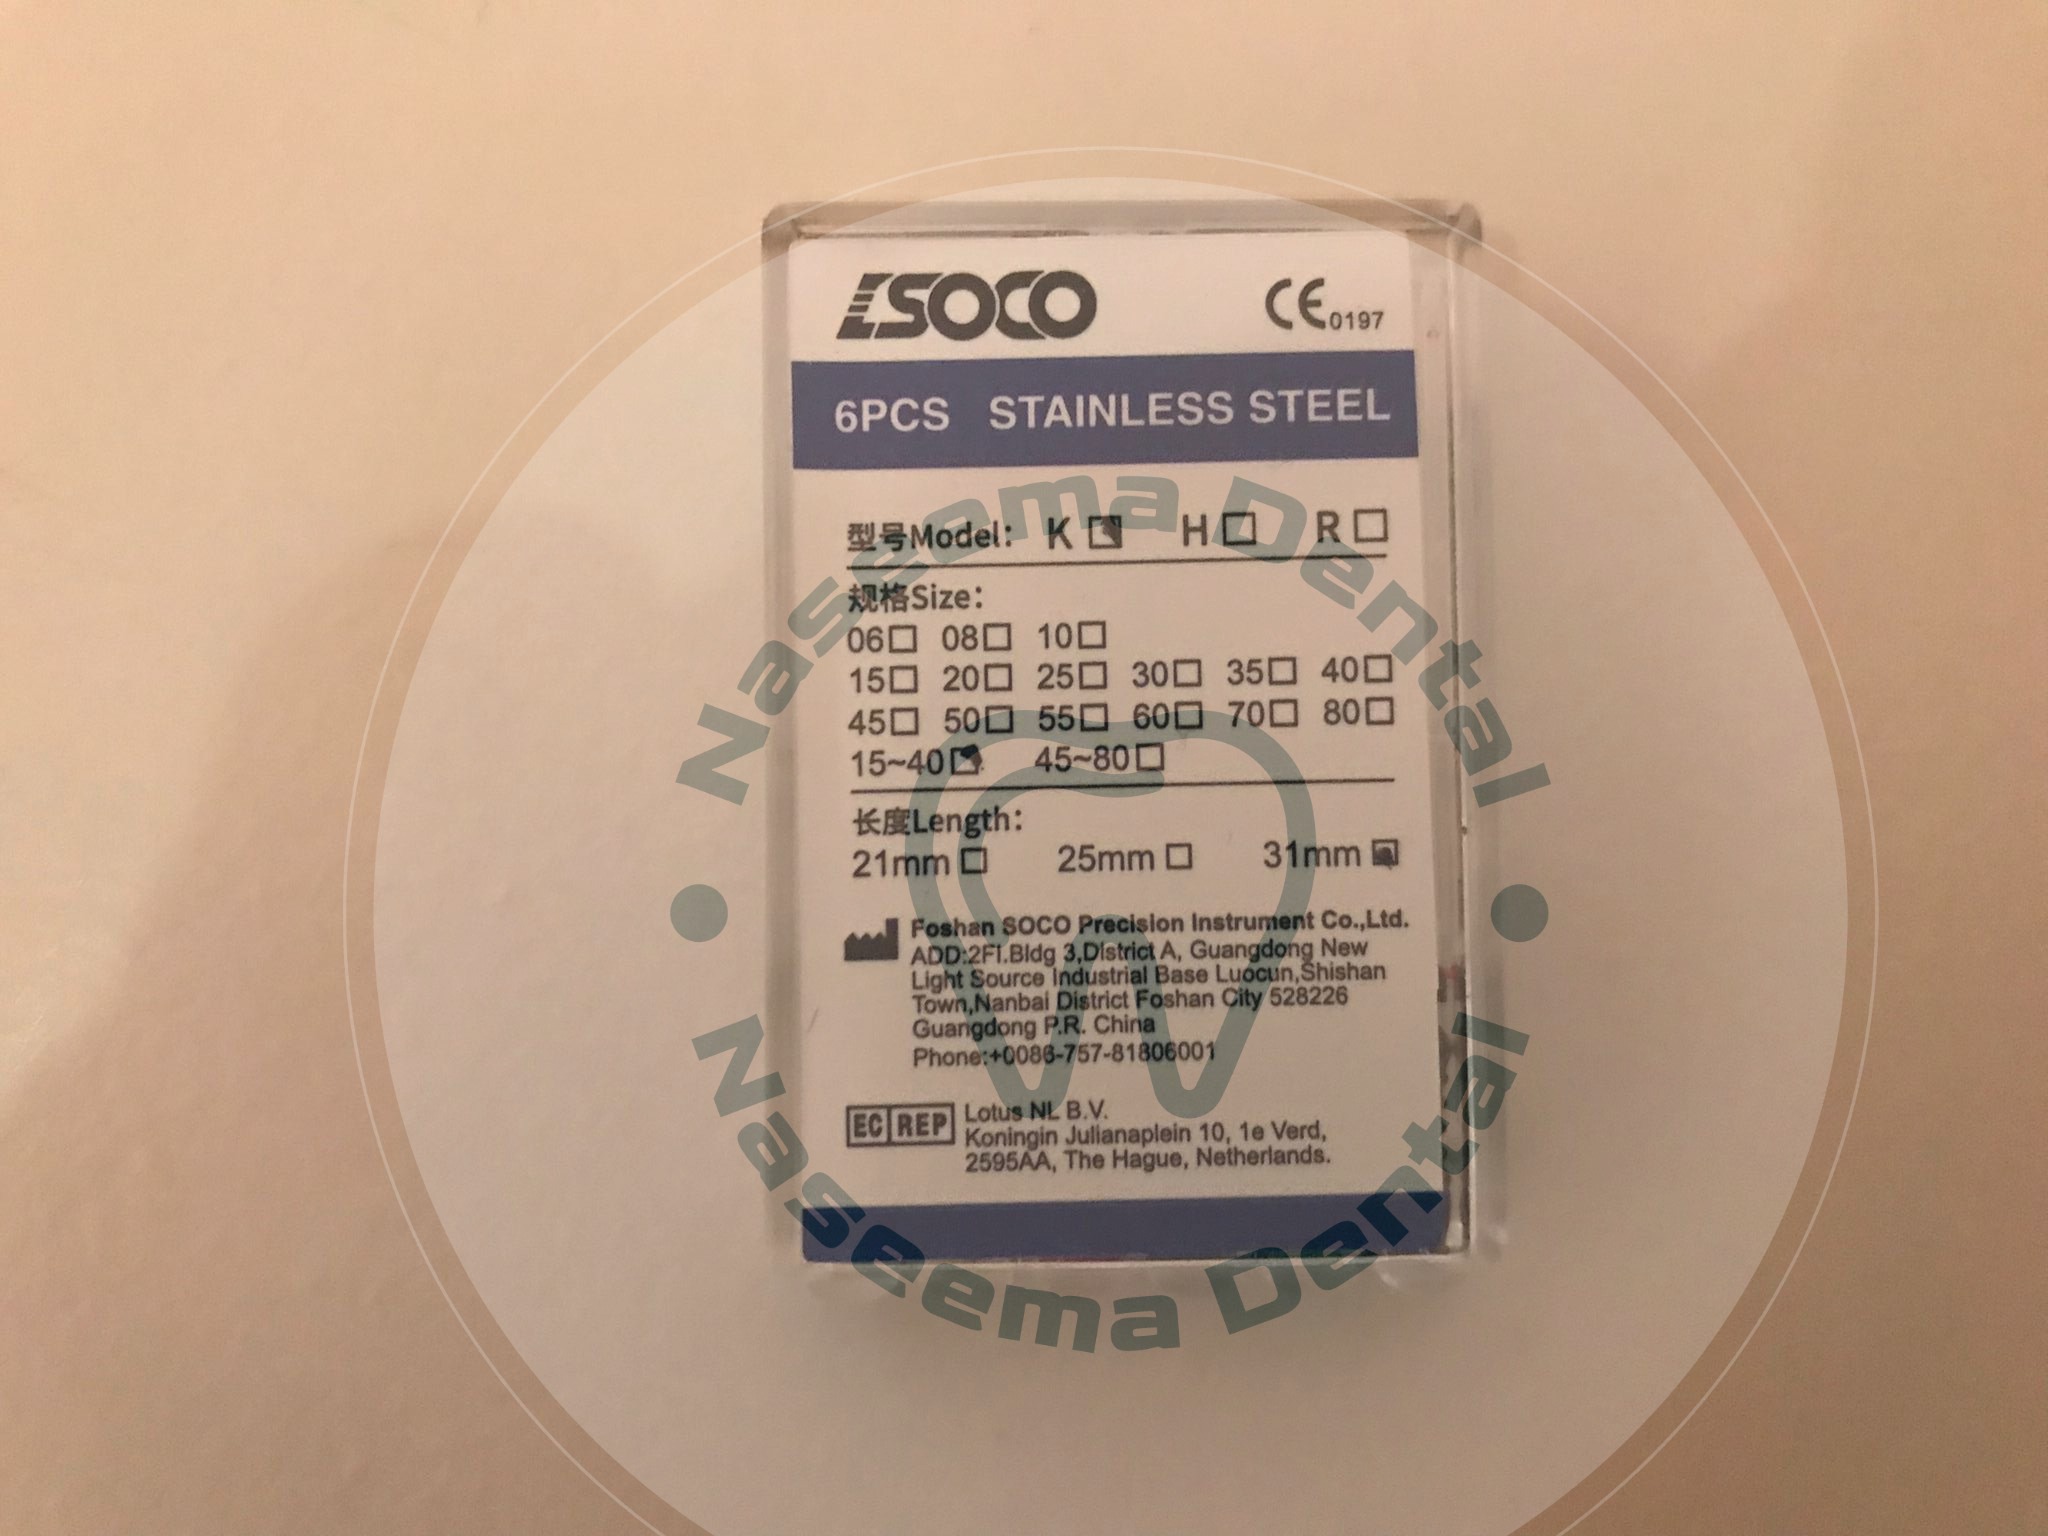 SOCO
CE 0197
6PCS STAINLESS STEEL
型号Model: K H R
规格Size:
06 08 10
15 20 25 30 35 40
45 50 55 60 70 80
15~40 45~80
长度Length:
21mm 25mm 31mm
Foshan SOCO Precision Instrument Co.,Ltd.
ADD:2Fl.Bldg 3,District A, Guangdong New
Light Source Industrial Base Luocun,Shishan
Town,Nanbai District Foshan City 528226
Guangdong P.R. China
Phone:+0086-757-81806001
EC REP Lotus NL B.V.
Koningin Julianaplein 10, 1e Verd,
2595AA, The Hague, Netherlands.
Naseema Dental
Naseema Dental